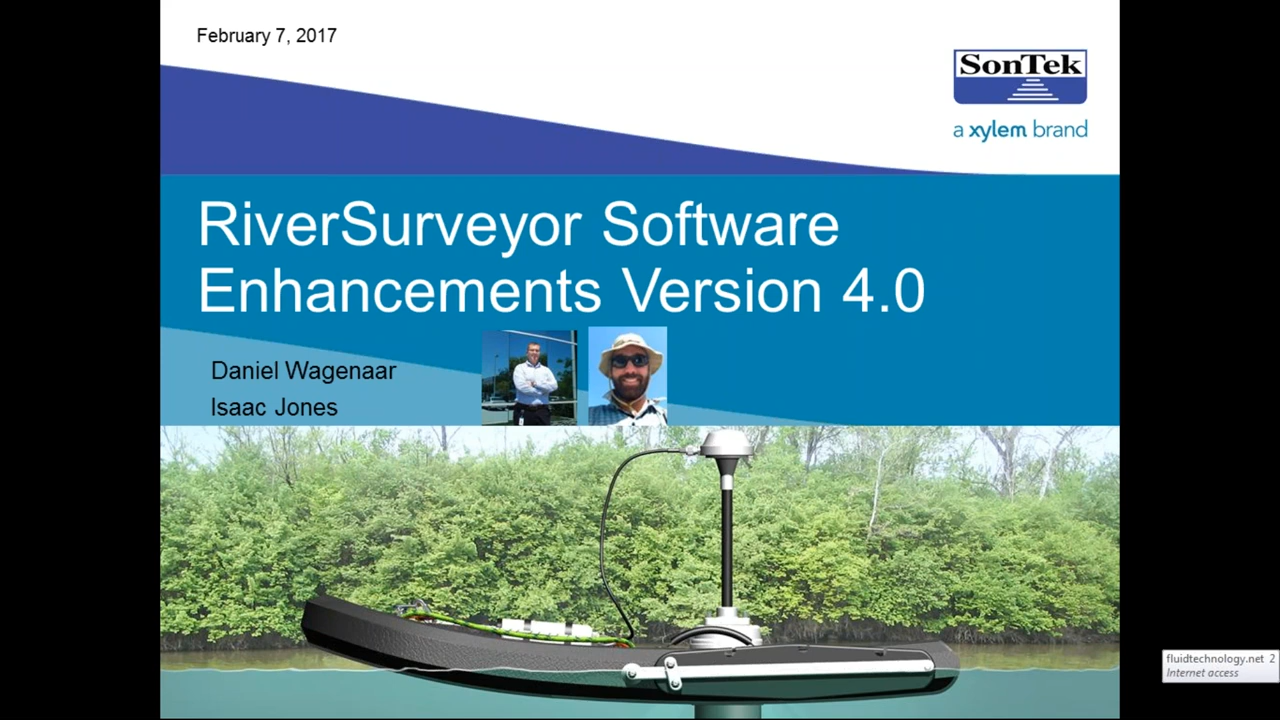 February 7, 2017
SonTek
a xylem brand
RiverSurveyor Software
Enhancements Version 4.0
Daniel Wagenaar
Isaac Jones
fluidtechnology.net 2
Internet access